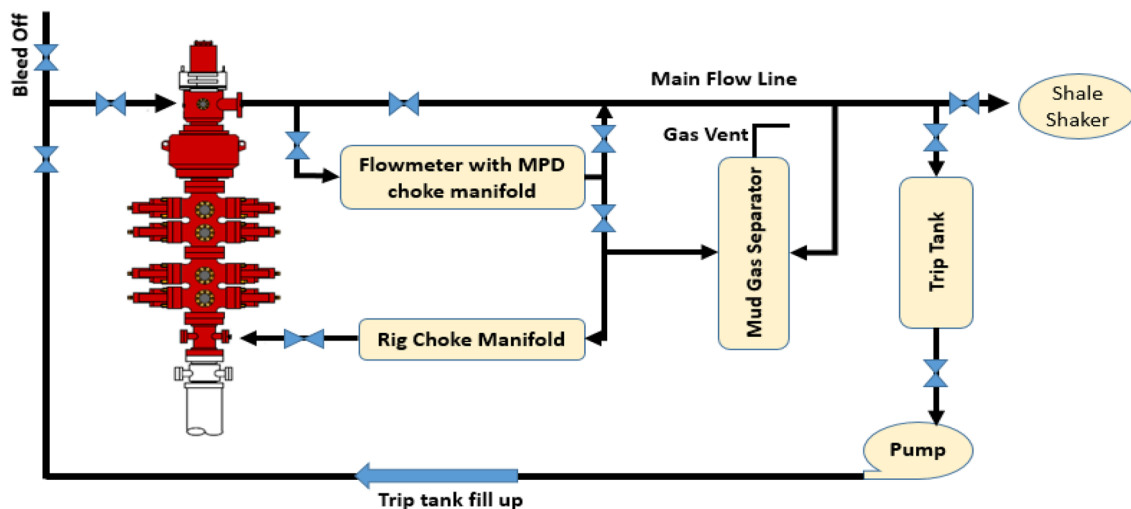 Bleed Off
Main Flow Line
Shale
Shaker
Gas Vent
Flowmeter with MPD
choke manifold
Mud Gas Separator
Trip Tank
Rig Choke Manifold
Pump
Trip tank fill up